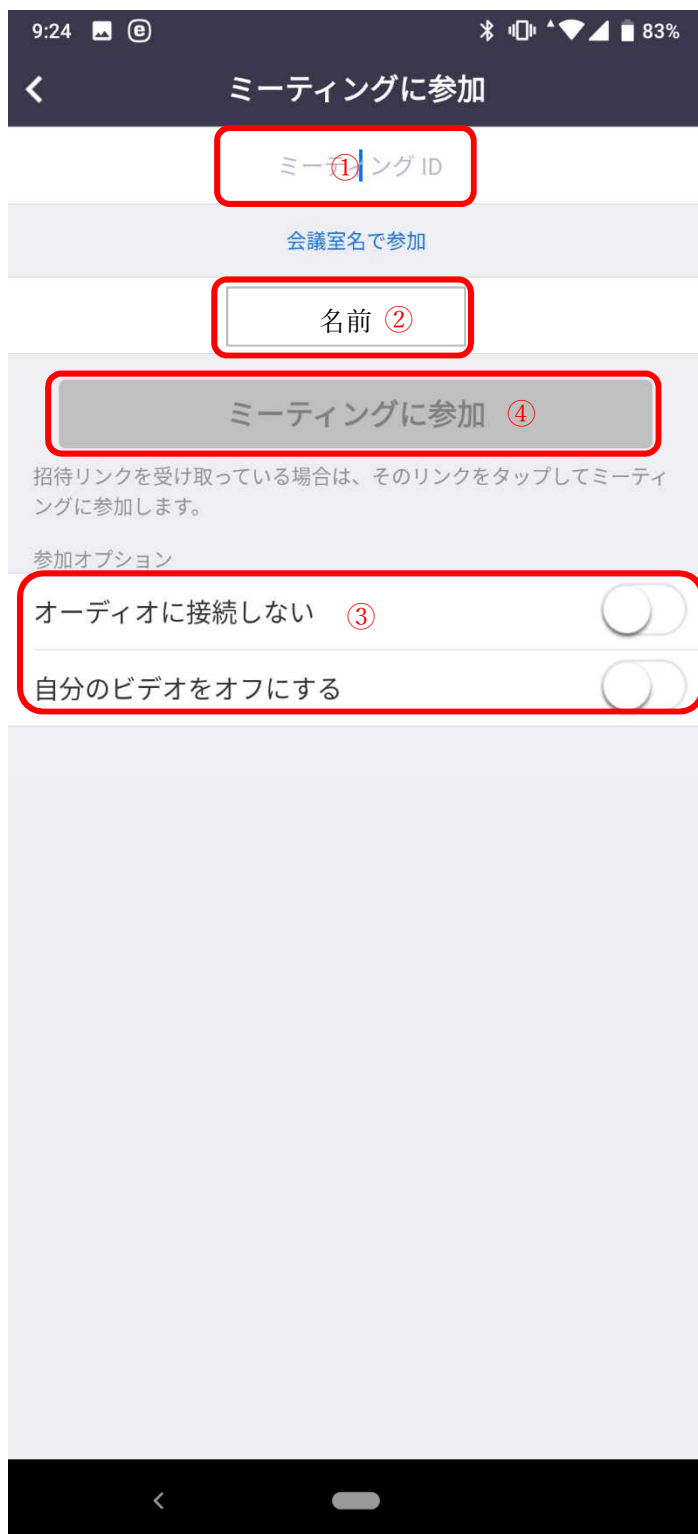 9:24 e 83%
ミーティングに参加
ミーティング ID ①
会議室名で参加
名前 ②
ミーティングに参加 ④
招待リンクを受け取っている場合は、そのリンクをタップしてミーティ
ングに参加します。
参加オプション
オーディオに接続しない ③
自分のビデオをオフにする